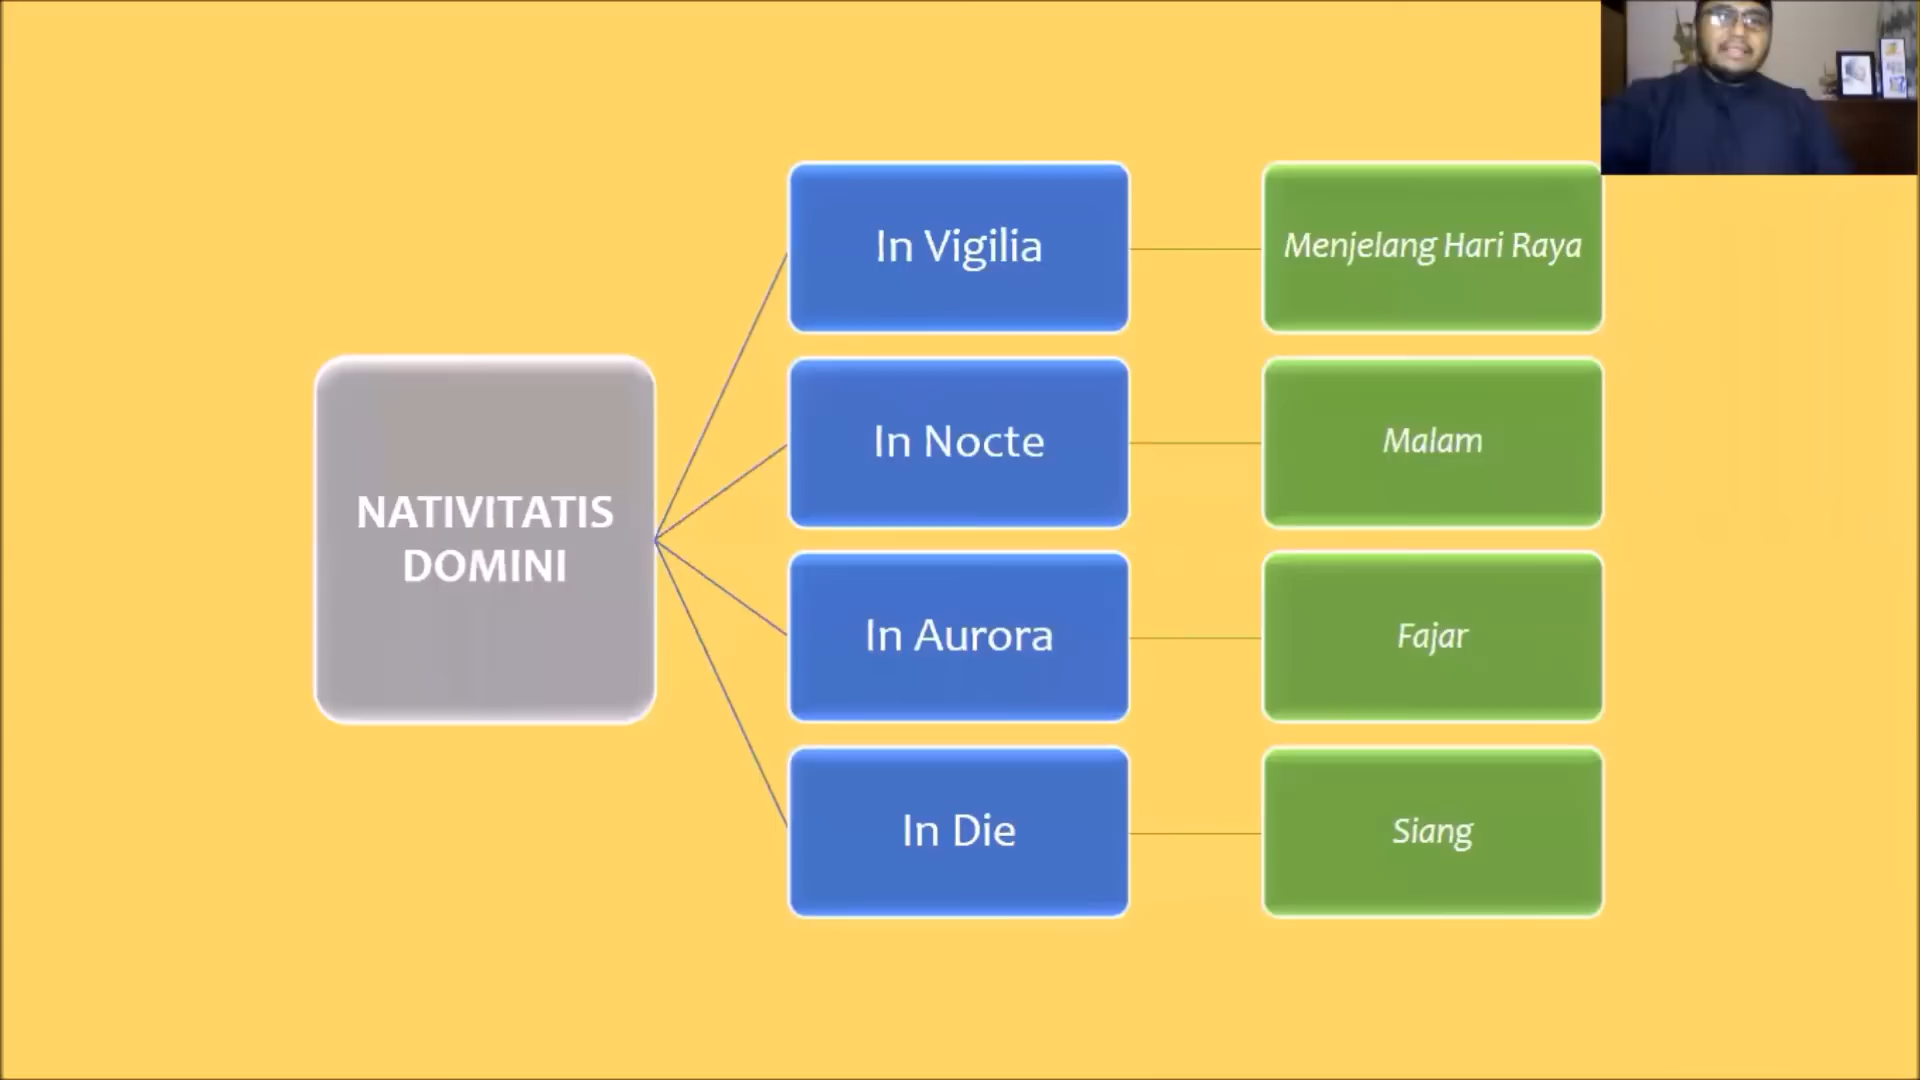 NATIVITATIS
DOMINI
In Vigilia
Menjelang Hari Raya
In Nocte
Malam
In Aurora
Fajar
In Die
Siang